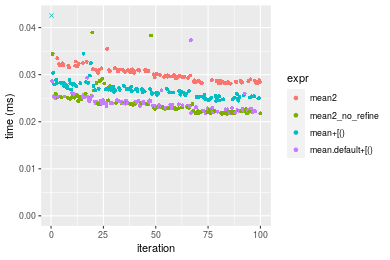 0.04
0.03
0.02
0.01
0.00
time (ms)
0
25
50
75
100
iteration
expr
mean2
mean2_no_refine
mean+[()
mean.default+[()